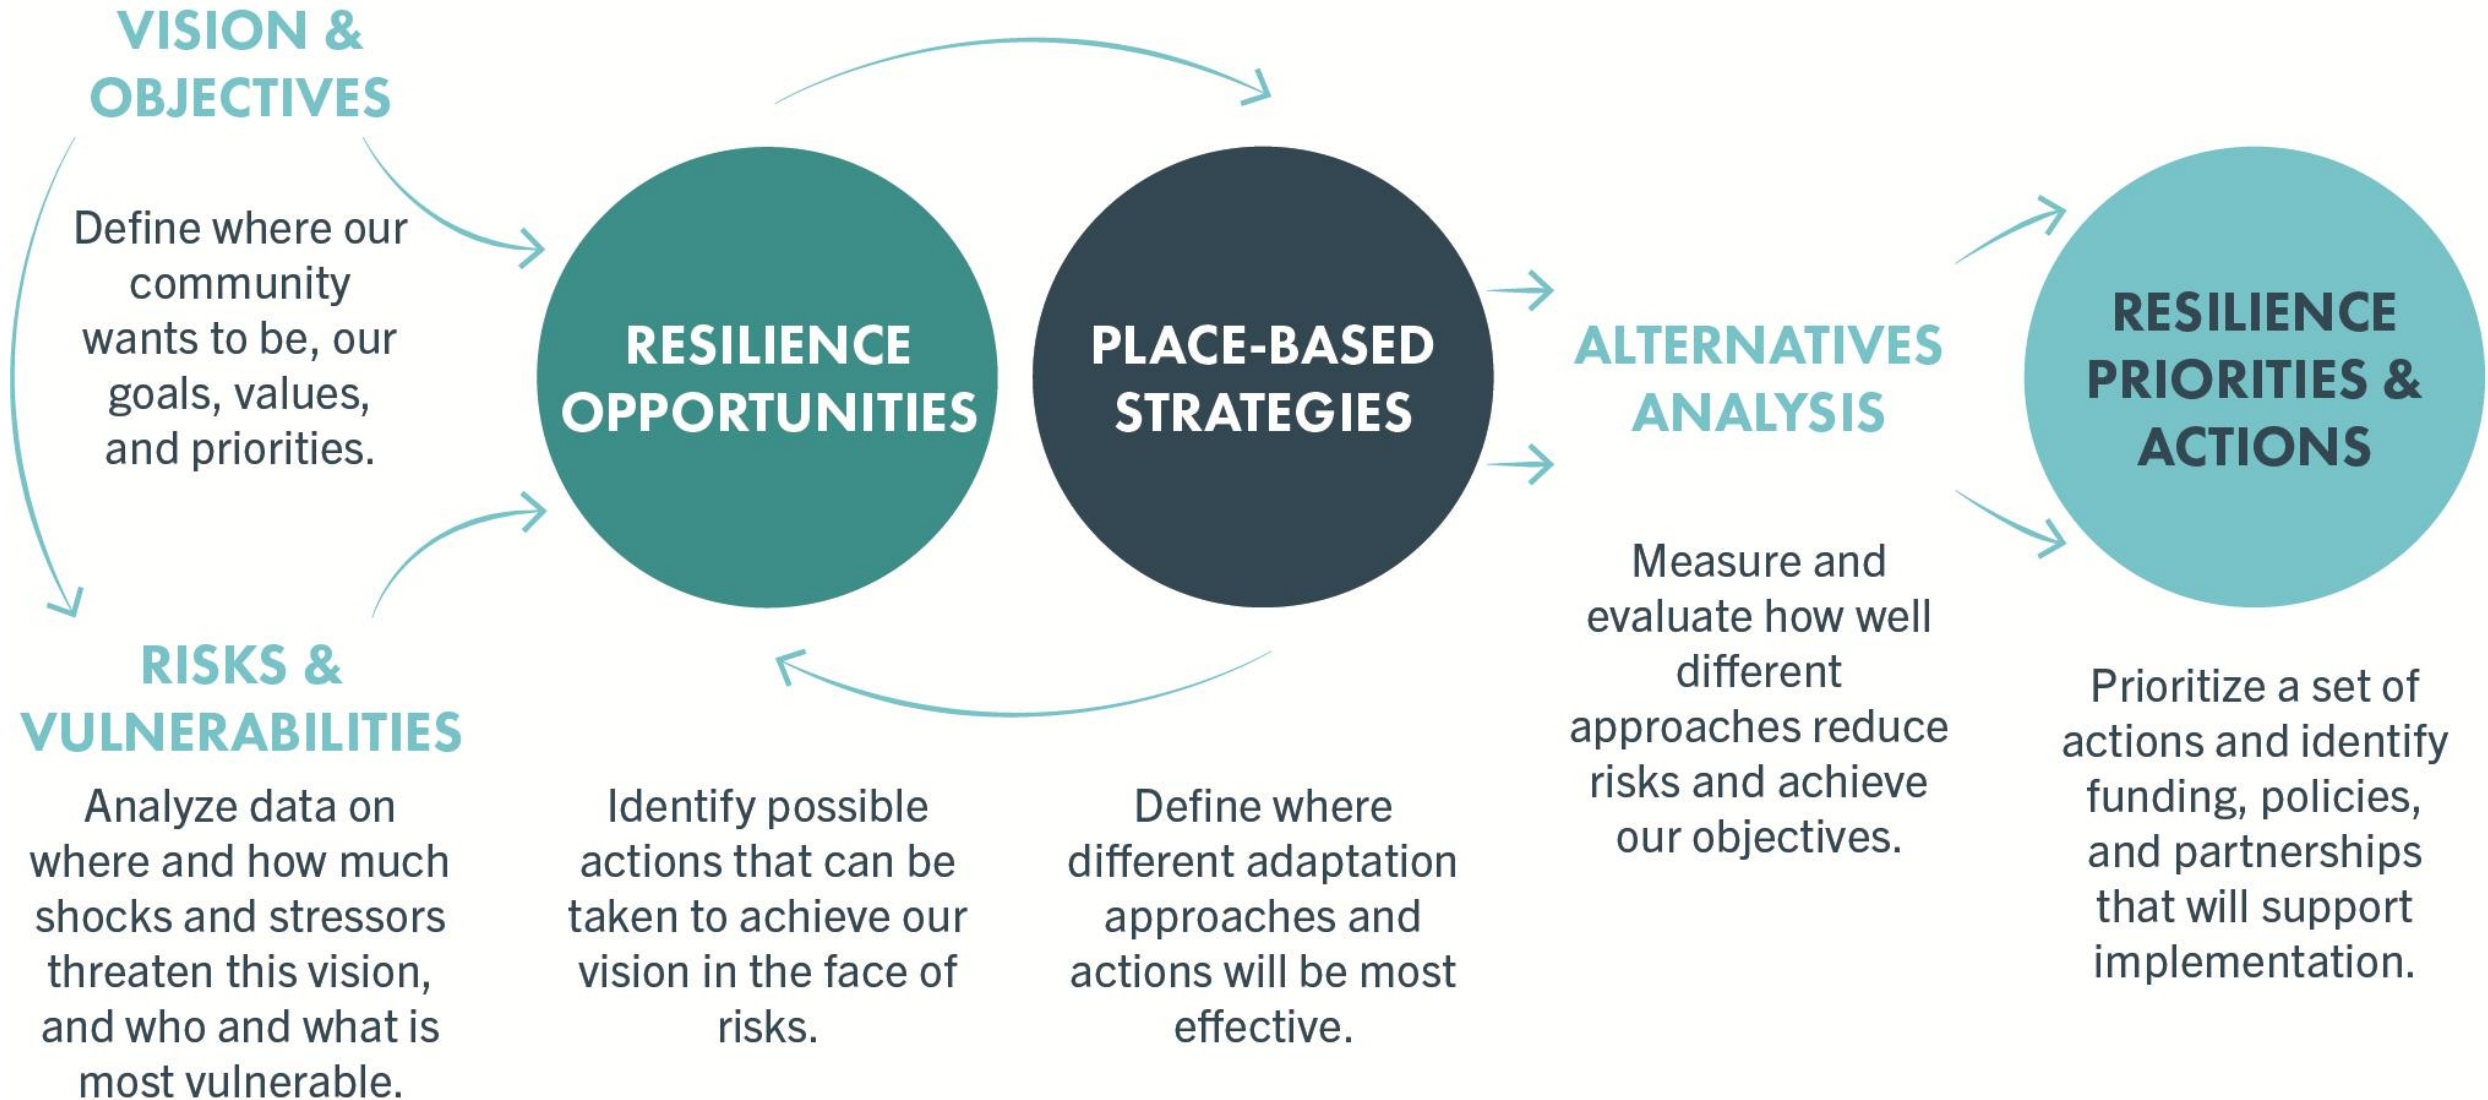 VISION &
OBJECTIVES
Define where our
community
wants to be, our
goals, values,
and priorities.
RISKS &
VULNERABILITIES
Analyze data on
where and how much
shocks and stressors
threaten this vision,
and who and what is
most vulnerable.
RESILIENCE
OPPORTUNITIES
Identify possible
actions that can be
taken to achieve our
vision in the face of
risks.
PLACE-BASED
STRATEGIES
Define where
different adaptation
approaches and
actions will be most
effective.
ALTERNATIVES
ANALYSIS
Measure and
evaluate how well
different
approaches reduce
risks and achieve
our objectives.
RESILIENCE
PRIORITIES &
ACTIONS
Prioritize a set of
actions and identify
funding, policies,
and partnerships
that will support
implementation.